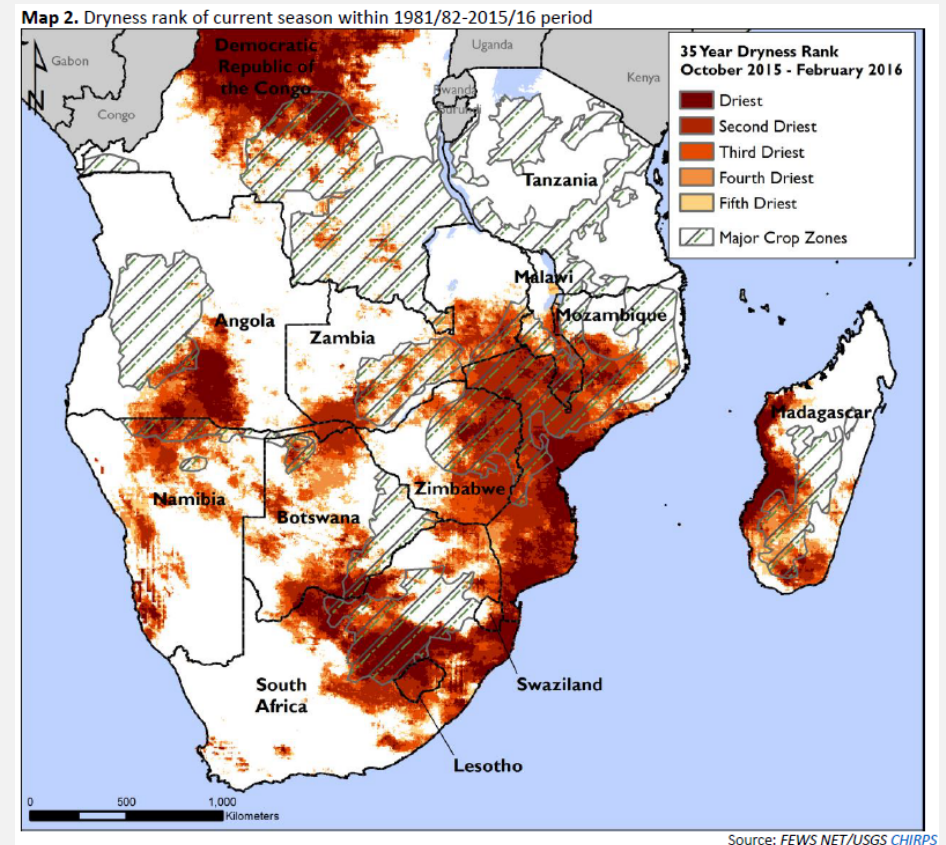 Map 2. Dryness rank of current season within 1981/82-2015/16 period
35 Year Dryness Rank
October 2015 - February 2016
Driest
Second Driest
Third Driest
Fourth Driest
Fifth Driest
Major Crop Zones
N
Gabon
Congo
Democratic
Republic of
the Congo
Uganda
Rwanda
Burundi
Kenya
Tanzania
Malawi
Mozambique
Angola
Zambia
Madagascar
Namibia
Botswana
Zimbabwe
South
Africa
Swaziland
Lesotho
0 500 1,000
Kilometers
Source: FEWS NET/USGS CHIRPS